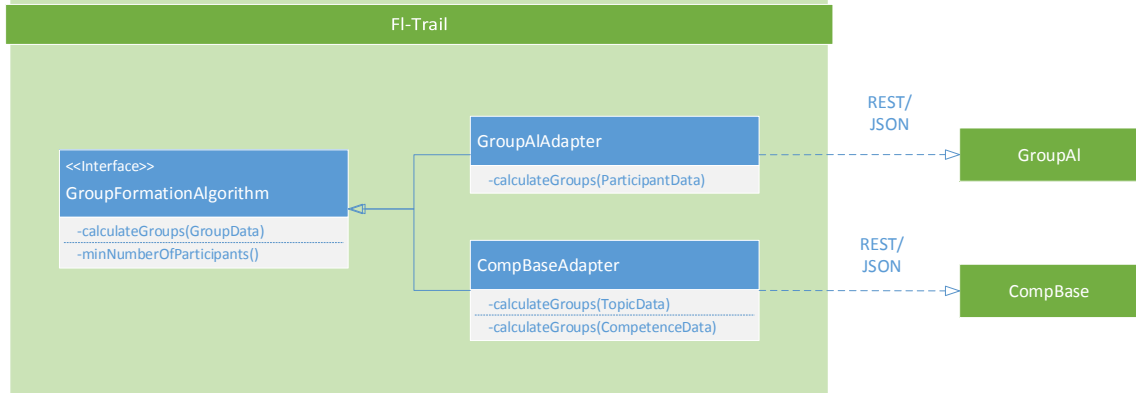 Fl-Trail
<<Interface>>
GroupFormationAlgorithm
-calculateGroups(GroupData)
-minNumberOfParticipants()
GroupAlAdapter
-calculateGroups(ParticipantData)
CompBaseAdapter
-calculateGroups(TopicData)
-calculateGroups(CompetenceData)
REST/
JSON
GroupAl
REST/
JSON
CompBase